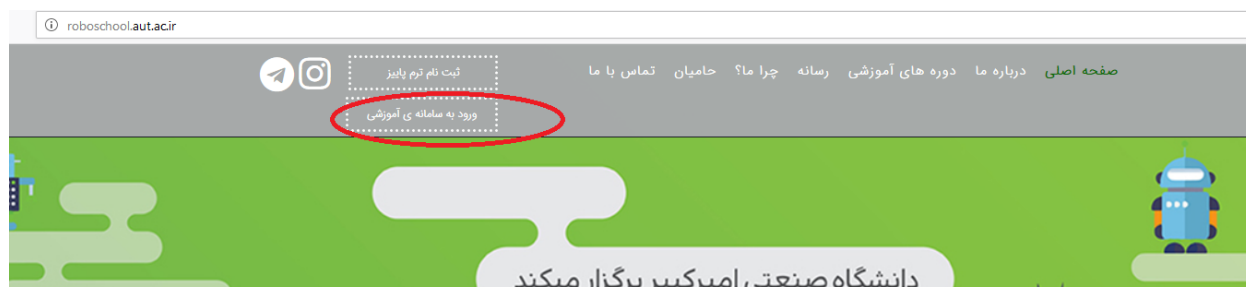 roboschool.aut.ac.ir
صفحه اصلی درباره ما دوره های آموزشی رسانه چرا ما؟ حامیان تماس با ما
ثبت نام ترم پاییز
ورود به سامانه ی آموزشی
دانشگاه صنعتی امیرکبیر برگزار میکند